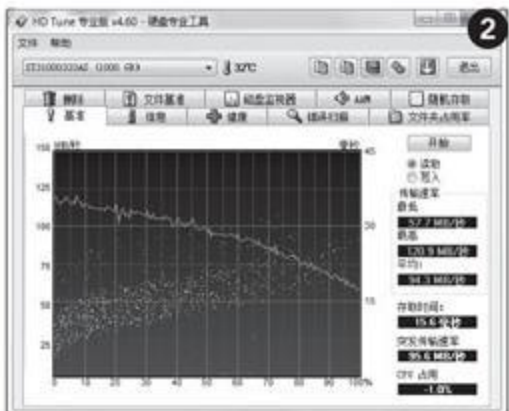 HD Tune 专业版 v4.60 - 硬盘专业工具
2
文件 帮助
(1000 GB)
32℃
退出
删除 文件基准 磁盘监视器 AAM 随机存取
基准 信息 健康 错误扫描 文件夹占用率
150 MB/秒 毫秒 45
开始
读取
写入
125
传输速率
最低
57.7 MB/秒
100 30
最高
120.9 MB/秒
75
平均:
94.3 MB/秒
50 15
存取时间:
15.6 毫秒
25
突发传输速率
95.6 MB/秒
CPU 占用
-1.0%
0 10 20 30 40 50 60 70 80 90 100%